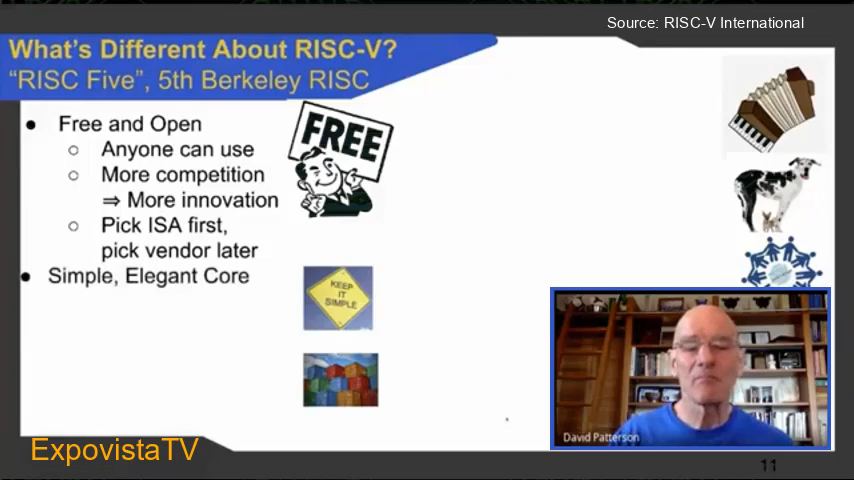 Source: RISC-V International
What's Different About RISC-V?
“RISC Five”, 5th Berkeley RISC
● Free and Open
○ Anyone can use
○ More competition
⇒ More innovation
○ Pick ISA first,
pick vendor later
● Simple, Elegant Core
FREE
KEEP
IT
SIMPLE
David Patterson
ExpovistaTV
11